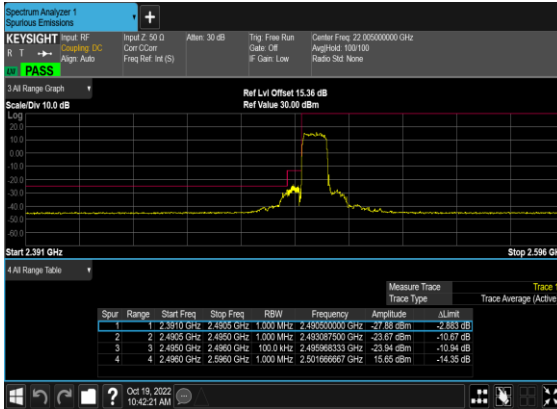 Spectrum Analyzer 1
Spurious Emissions
+
KEYSIGHT Input: RF Input Z: 50 Ω Atten: 30 dB Trig: Free Run Center Freq: 22.005000000 GHz
R T Coupling: DC Corr CCorr Gate: Off Avg|Hold: 100/100
Align: Auto Freq Ref: Int (S) IF Gain: Low Radio Std: None
PASS
3 All Range Graph
Ref Lvl Offset 15.36 dB
Scale/Div 10.0 dB Ref Value 30.00 dBm
Log
20.0
10.0
0.00
-10.0
-20.0
-30.0
-40.0
-50.0
-60.0
Start 2.391 GHz Stop 2.596 GH
4 All Range Table
Measure Trace Trace 1
Trace Type Trace Average (Active
Spur Range Start Freq Stop Freq RBW Frequency Amplitude ΔLimit
1 1 2.3910 GHz 2.4905 GHz 1.000 MHz 2.490500000 GHz -27.88 dBm -2.883 dB
2 2 2.4905 GHz 2.4950 GHz 1.000 MHz 2.493087500 GHz -23.67 dBm -10.67 dB
3 3 2.4950 GHz 2.4960 GHz 100.0 kHz 2.495968333 GHz -23.94 dBm -10.94 dB
4 4 2.4960 GHz 2.5960 GHz 1.000 MHz 2.501666667 GHz 15.65 dBm -14.35 dB
?
Oct 19, 2022
10:42:21 AM